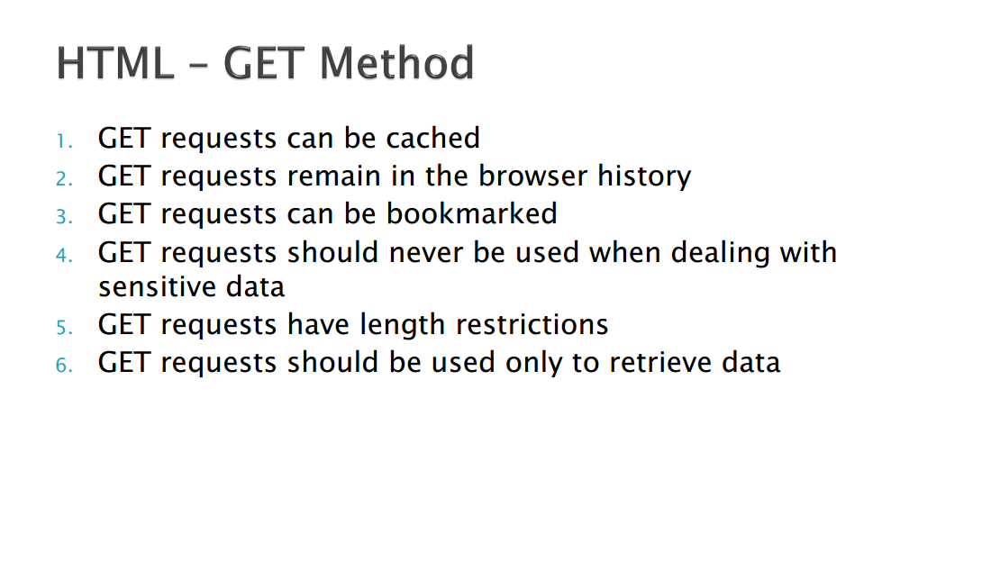 HTML – GET Method
1. GET requests can be cached
2. GET requests remain in the browser history
3. GET requests can be bookmarked
4. GET requests should never be used when dealing with
sensitive data
5. GET requests have length restrictions
6. GET requests should be used only to retrieve data